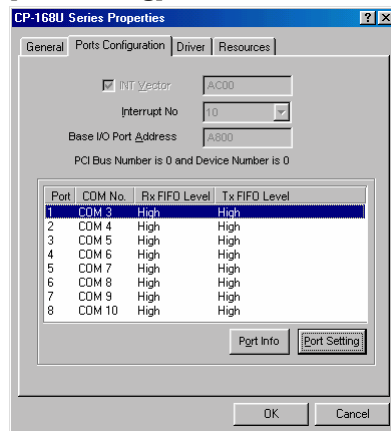 CP-168U Series Properties
General Ports Configuration Driver Resources
INT Vector AC00
Interrupt No 10
Base I/O Port Address A800
PCI Bus Number is 0 and Device Number is 0
Port COM No. Rx FIFO Level Tx FIFO Level
1 COM 3 High High
2 COM 4 High High
3 COM 5 High High
4 COM 6 High High
5 COM 7 High High
6 COM 8 High High
7 COM 9 High High
8 COM 10 High High
Port Info Port Setting
OK Cancel